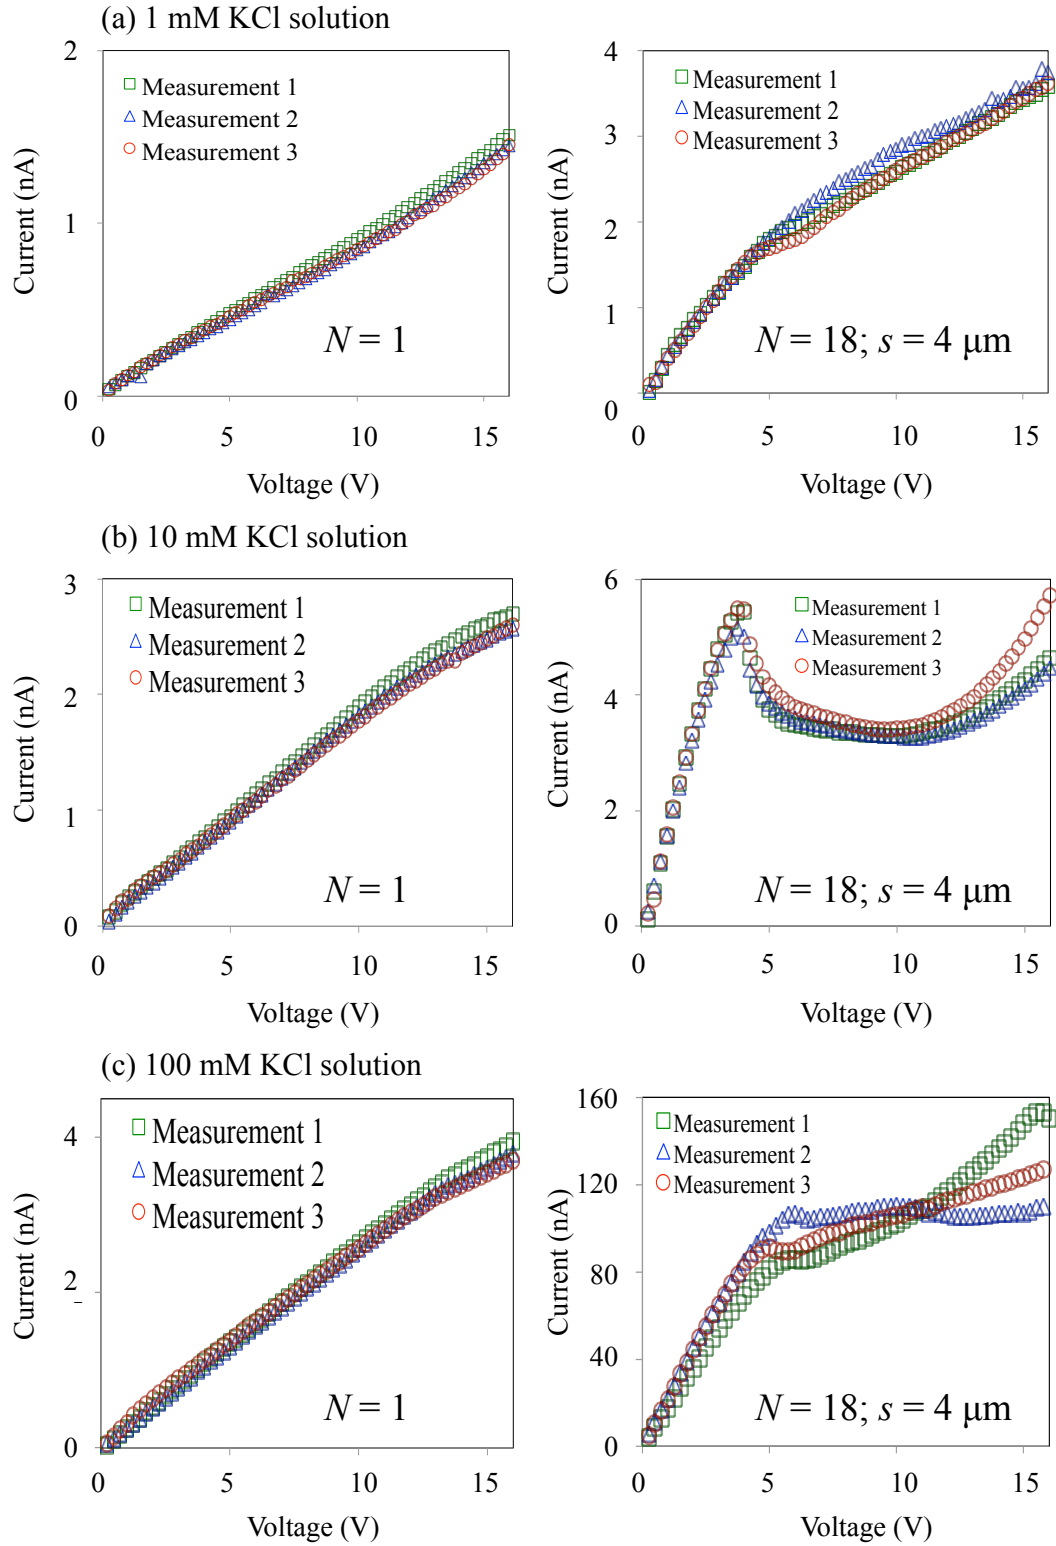 (a) 1 mM KCl solution
2
1
0
Current (nA)
Measurement 1
Measurement 2
Measurement 3
N = 1
0 5 10 15
Voltage (V)
4
3
2
1
0
Current (nA)
Measurement 1
Measurement 2
Measurement 3
N = 18; s = 4 μm
0 5 10 15
Voltage (V)
(b) 10 mM KCl solution
3
2
1
0
Current (nA)
Measurement 1
Measurement 2
Measurement 3
N = 1
0 5 10 15
Voltage (V)
6
4
2
0
Current (nA)
Measurement 1
Measurement 2
Measurement 3
N = 18; s = 4 μm
0 5 10 15
Voltage (V)
(c) 100 mM KCl solution
4
2
0
Current (nA)
Measurement 1
Measurement 2
Measurement 3
N = 1
0 5 10 15
Voltage (V)
160
120
80
40
0
Current (nA)
Measurement 1
Measurement 2
Measurement 3
N = 18; s = 4 μm
0 5 10 15
Voltage (V)